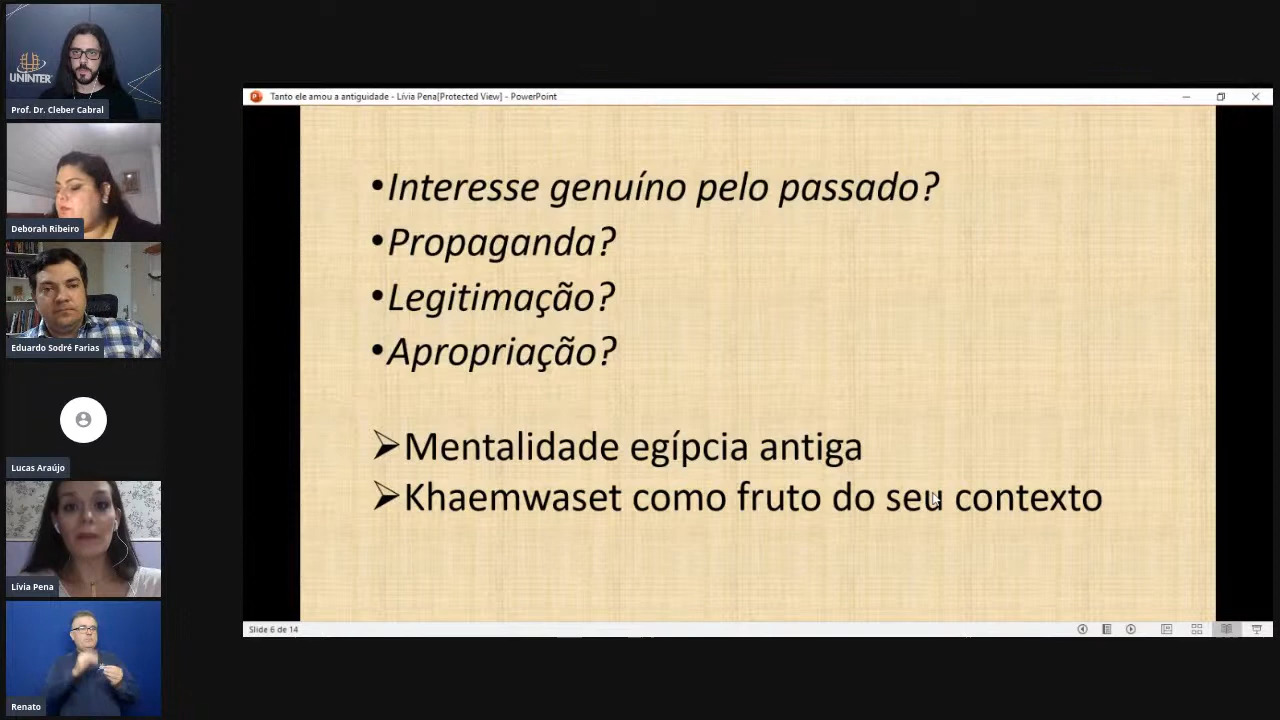 UNINTER
Prof. Dr. Cleber Cabral
Deborah Ribeiro
Eduardo Sodré Farias
Lucas Araújo
Lívia Pena
Renato
Tanto ele amou a antiguidade - Lívia Pena[Protected View] - PowerPoint
•Interesse genuíno pelo passado?
•Propaganda?
•Legitimação?
•Apropriação?
➢Mentalidade egípcia antiga
➢Khaemwaset como fruto do seu contexto
Slide 6 de 14